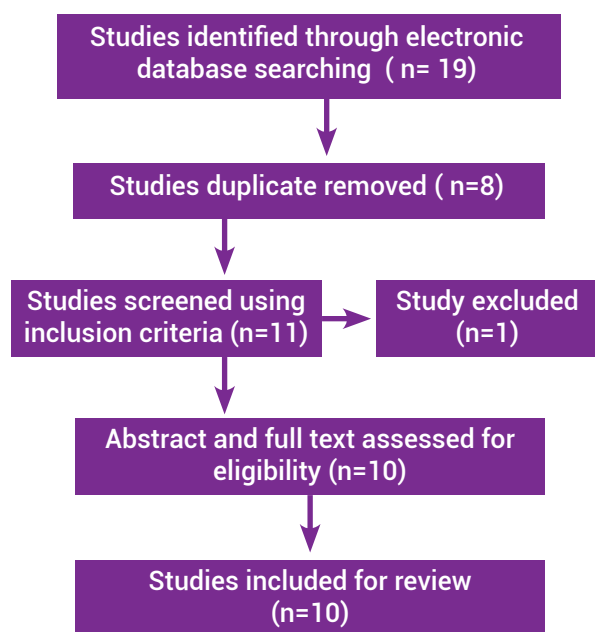 Studies identified through electronic
database searching ( n= 19)
Studies duplicate removed ( n=8)
Studies screened using
inclusion criteria (n=11)
Study excluded
(n=1)
Abstract and full text assessed for
eligibility (n=10)
Studies included for review
(n=10)